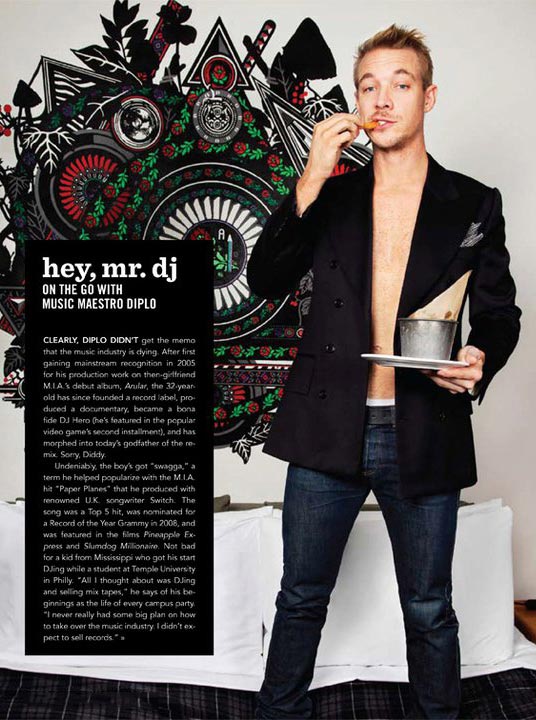 hey, mr. dj
ON THE GO WITH
MUSIC MAESTRO DIPLO
CLEARLY, DIPLO DIDN'T get the memo
that the music industry is dying. After first
gaining mainstream recognition in 2005
for his production work on then-girlfriend
M.I.A.'s debut album, Arular, the 32-year-
old has since founded a record label, pro-
duced a documentary, became a bona
fide DJ Hero (he's featured in the popular
video game's second installment), and has
morphed into today's godfather of the re-
mix. Sorry, Diddy.
Undeniably, the boy's got "swagga," a
term he helped popularize with the M.I.A.
hit "Paper Planes" that he produced with
renowned U.K. songwriter Switch. The
song was a Top 5 hit, was nominated for
a Record of the Year Grammy in 2008, and
was featured in the films Pineapple Ex-
press and Slumdog Millionaire. Not bad
for a kid from Mississippi who got his start
DJing while a student at Temple University
in Philly. "All I thought about was DJing
and selling mix tapes," he says of his be-
ginnings as the life of every campus party.
"I never really had some big plan on how
to take over the music industry. I didn't ex-
pect to sell records." »